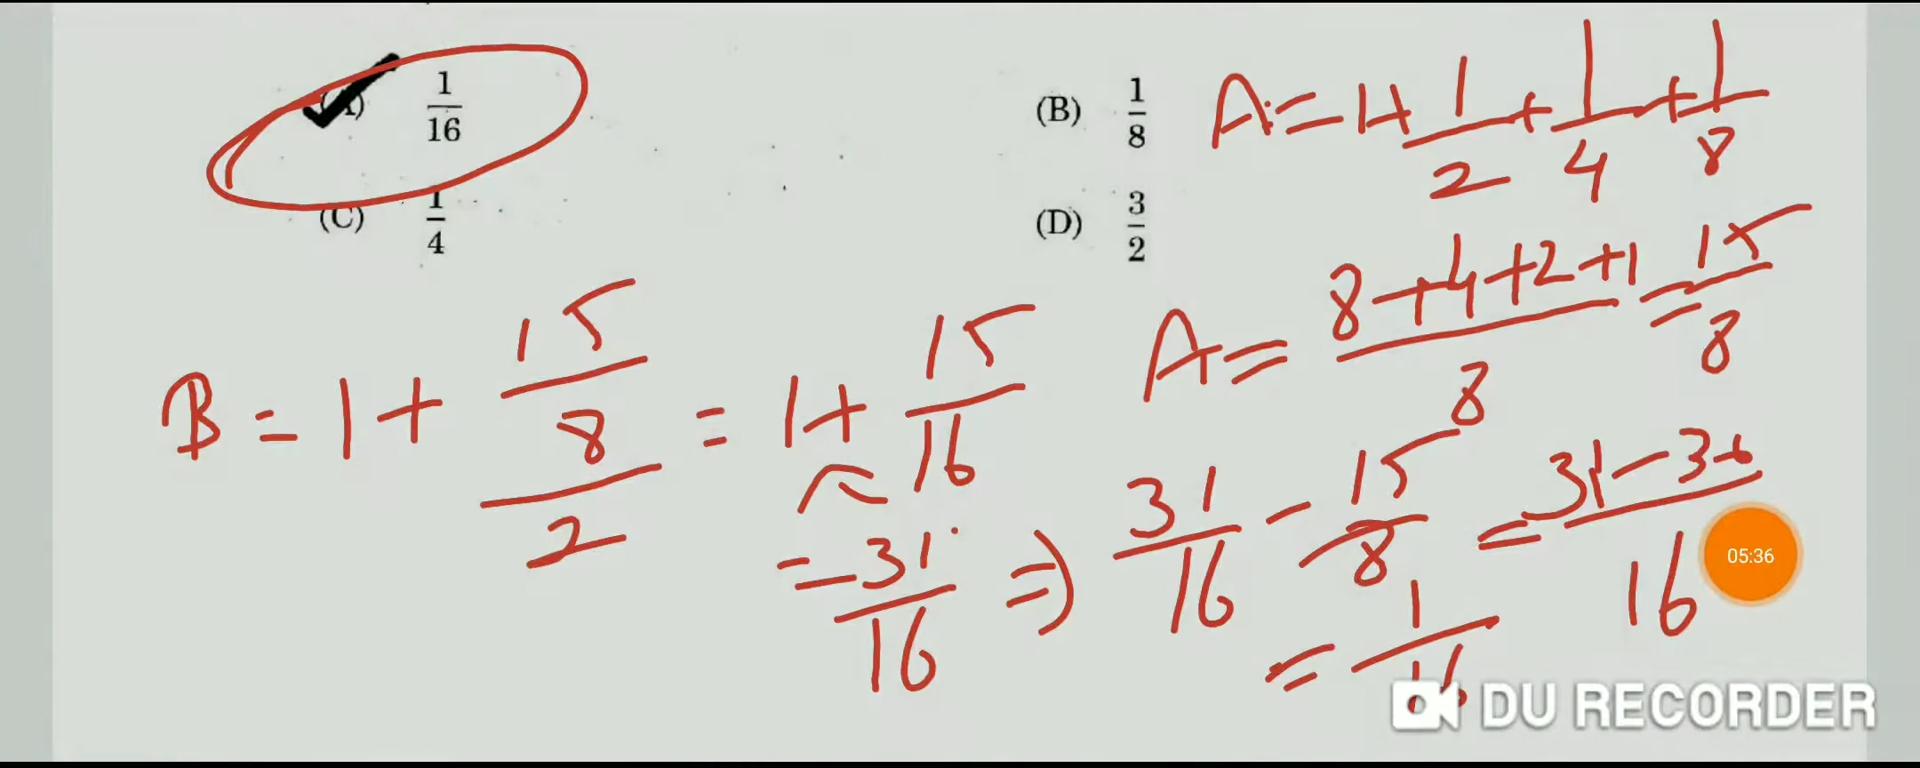 (A) 1/16
(B) 1/8
(C) 1/4
(D) 3/2
A = 1 + 1/2 + 1/4 + 1/8
A = (8+4+2+1)/8 = 15/8
B = 1 + (15/8)/2 = 1 + 15/16
= 31/16 ⇒ 31/16 - 15/8 = (31-30)/16
= 1/16
05:36
DU RECORDER